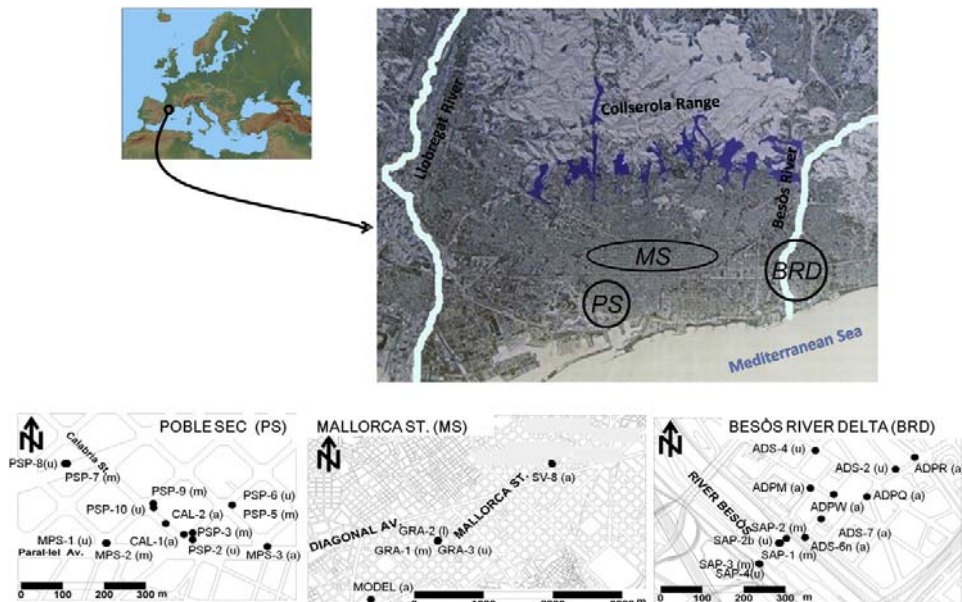 Llobregat River
Collserola Range
Besòs River
MS
BRD
PS
Mediterranean Sea
N
POBLE SEC (PS)
Calabria St.
PSP-8(u)
PSP-7 (m)
PSP-9 (m)
PSP-6 (u)
PSP-10 (u)
CAL-2 (a)
PSP-5 (m)
MPS-1 (u)
CAL-1(a)
PSP-3 (m)
Paral·lel Av.
MPS-2 (m)
PSP-2 (u)
MPS-3 (a)
0 100 200 300 m
N
MALLORCA ST. (MS)
SV-8 (a)
MALLORCA ST.
DIAGONAL AV.
GRA-2 (l)
GRA-1 (m)
GRA-3 (u)
MODEL (a)
0 1000 2000 3000 m
N
BESÒS RIVER DELTA (BRD)
ADS-4 (u)
ADS-2 (u)
ADPR (a)
RIVER BESÒS
ADPM (a)
ADPQ (a)
ADPW (a)
SAP-2 (m)
ADS-7 (a)
SAP-2b (u)
SAP-1 (m)
ADS-6n (a)
SAP-3 (m)
SAP-4(u)
0 100 200 300 m